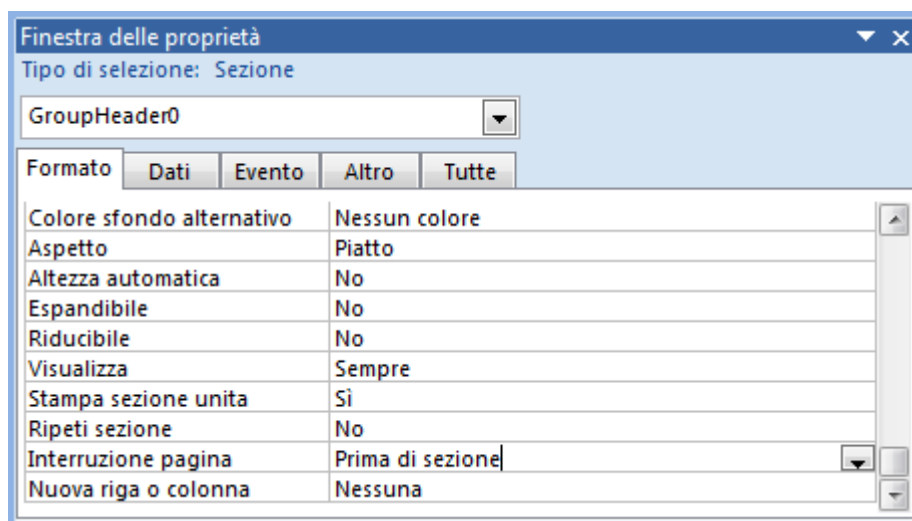 Finestra delle proprietà
Tipo di selezione: Sezione
GroupHeader0
Formato Dati Evento Altro Tutte
Colore sfondo alternativo Nessun colore
Aspetto Piatto
Altezza automatica No
Espandibile No
Riducibile No
Visualizza Sempre
Stampa sezione unita Sì
Ripeti sezione No
Interruzione pagina Prima di sezione
Nuova riga o colonna Nessuna